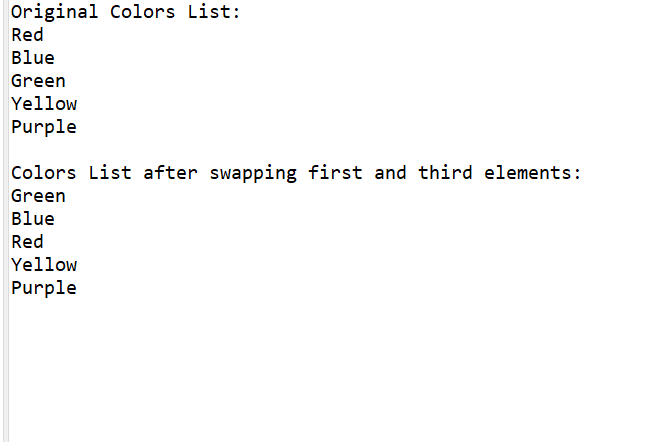 Original Colors List:
Red
Blue
Green
Yellow
Purple

Colors List after swapping first and third elements:
Green
Blue
Red
Yellow
Purple